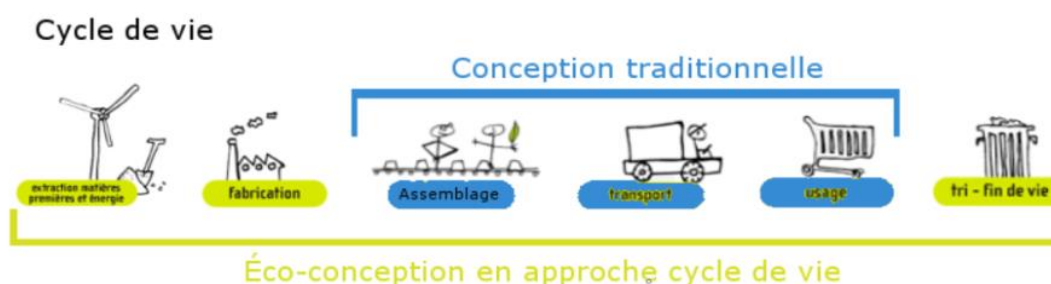 Cycle de vie
Conception traditionnelle
extraction matières
premières et énergie
fabrication
Assemblage
transport
usage
tri - fin de vie
Éco-conception en approche cycle de vie